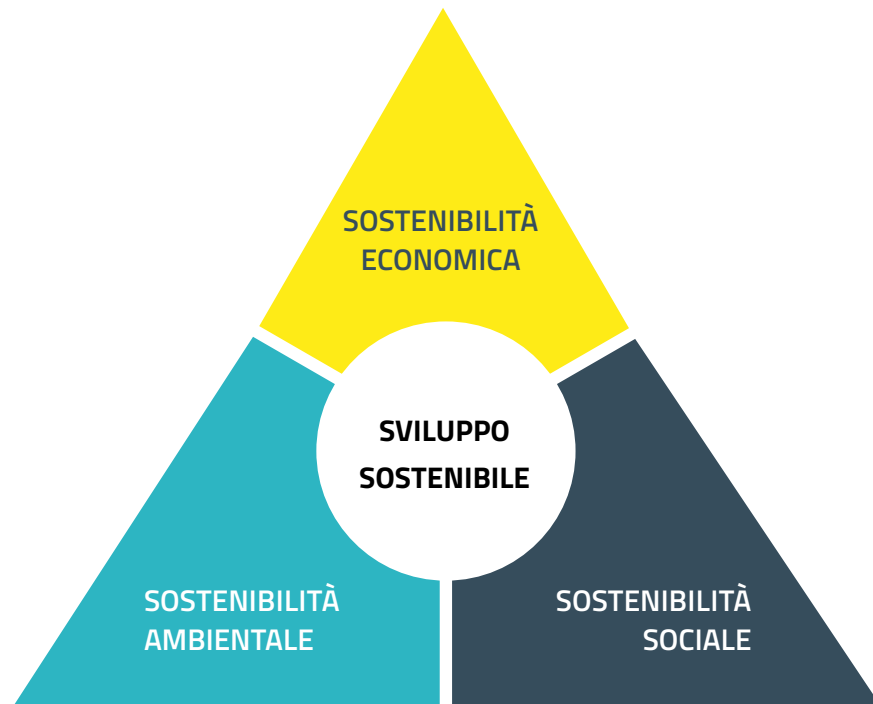 SOSTENIBILITÀ
ECONOMICA
SVILUPPO
SOSTENIBILE
SOSTENIBILITÀ
AMBIENTALE
SOSTENIBILITÀ
SOCIALE